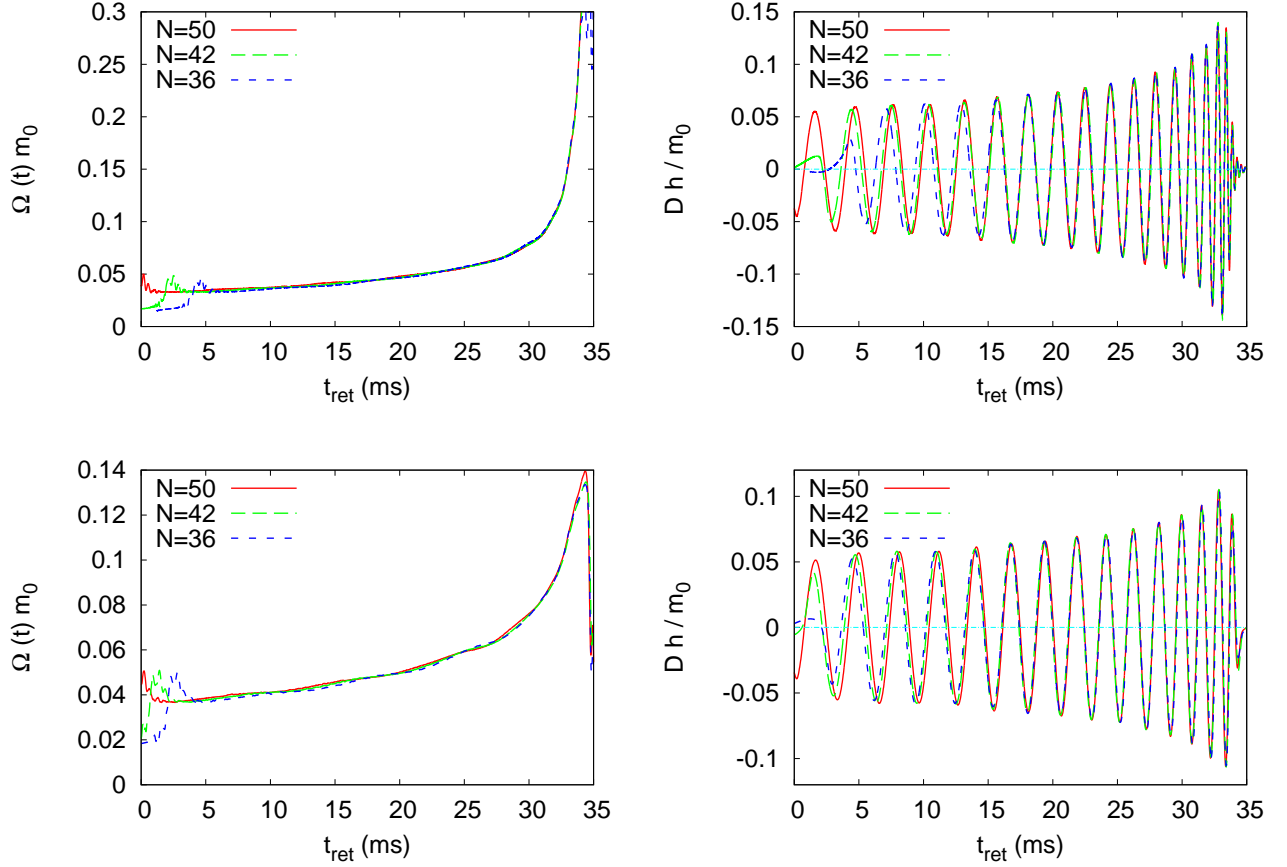 0.3
0.25
0.2
0.15
0.1
0.05
0
Ω (t) m0
N=50
N=42
N=36
0 5 10 15 20 25 30 35
tret (ms)
0.15
0.1
0.05
0
-0.05
-0.1
-0.15
D h / m0
N=50
N=42
N=36
0 5 10 15 20 25 30 35
tret (ms)
0.14
0.12
0.1
0.08
0.06
0.04
0.02
0
Ω (t) m0
N=50
N=42
N=36
0 5 10 15 20 25 30 35
tret (ms)
0.1
0.05
0
-0.05
-0.1
D h / m0
N=50
N=42
N=36
0 5 10 15 20 25 30 35
tret (ms)